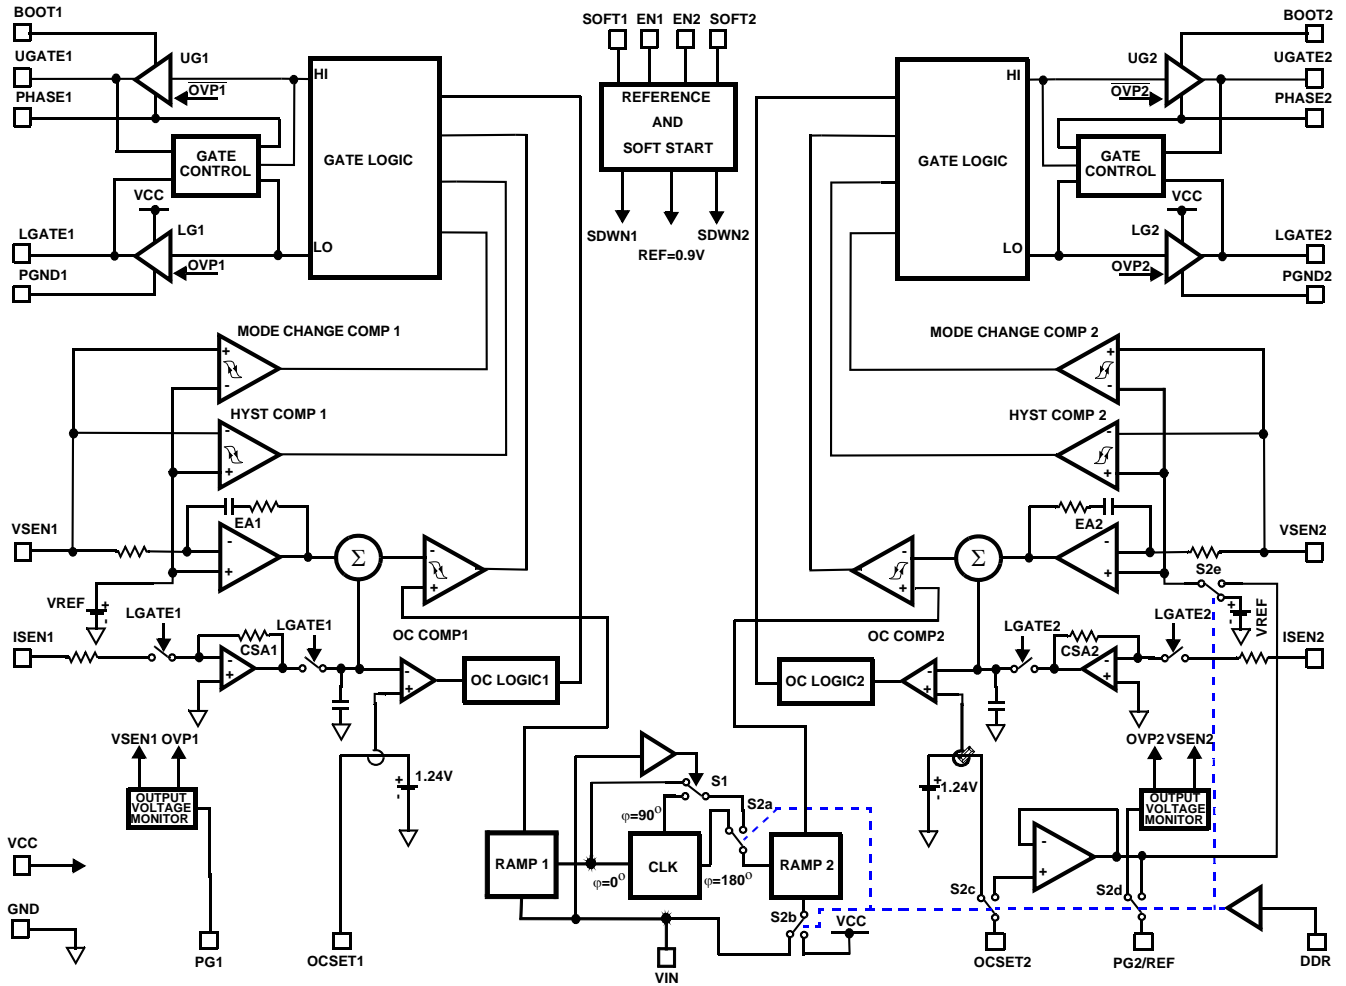 BOOT1
SOFT1 EN1 EN2 SOFT2
BOOT2
UGATE1
UG1
UG2
UGATE2
HI
HI
OVP1
OVP2
PHASE1
REFERENCE
AND
SOFT START
PHASE2
GATE
CONTROL
GATE LOGIC
GATE LOGIC
GATE
CONTROL
VCC
VCC
LGATE1
LG1
LO
SDWN1
SDWN2
REF=0.9V
LO
LG2
LGATE2
OVP1
OVP2
PGND1
PGND2
MODE CHANGE COMP 1
MODE CHANGE COMP 2
+
-
+
-
HYST COMP 1
HYST COMP 2
-
+
-
+
VSEN1
EA1
EA2
VSEN2
-
+
Σ
-
+
-
+
Σ
-
+
S2e
VREF
+
-
LGATE1
LGATE1
OC COMP1
OC COMP2
LGATE2
LGATE2
+
-
VREF
ISEN1
CSA1
CSA2
ISEN2
-
+
-
+
OC LOGIC1
OC LOGIC2
-
+
-
+
VSEN1 OVP1
OVP2 VSEN2
+
-
1.24V
+
-
1.24V
OUTPUT
VOLTAGE
MONITOR
OUTPUT
VOLTAGE
MONITOR
S1
S2a
φ=90°
VCC
RAMP 1
φ=0°
CLK
φ=180°
RAMP 2
-
+
S2c
S2d
GND
S2b
VCC
PG1
OCSET1
VIN
OCSET2
PG2/REF
DDR